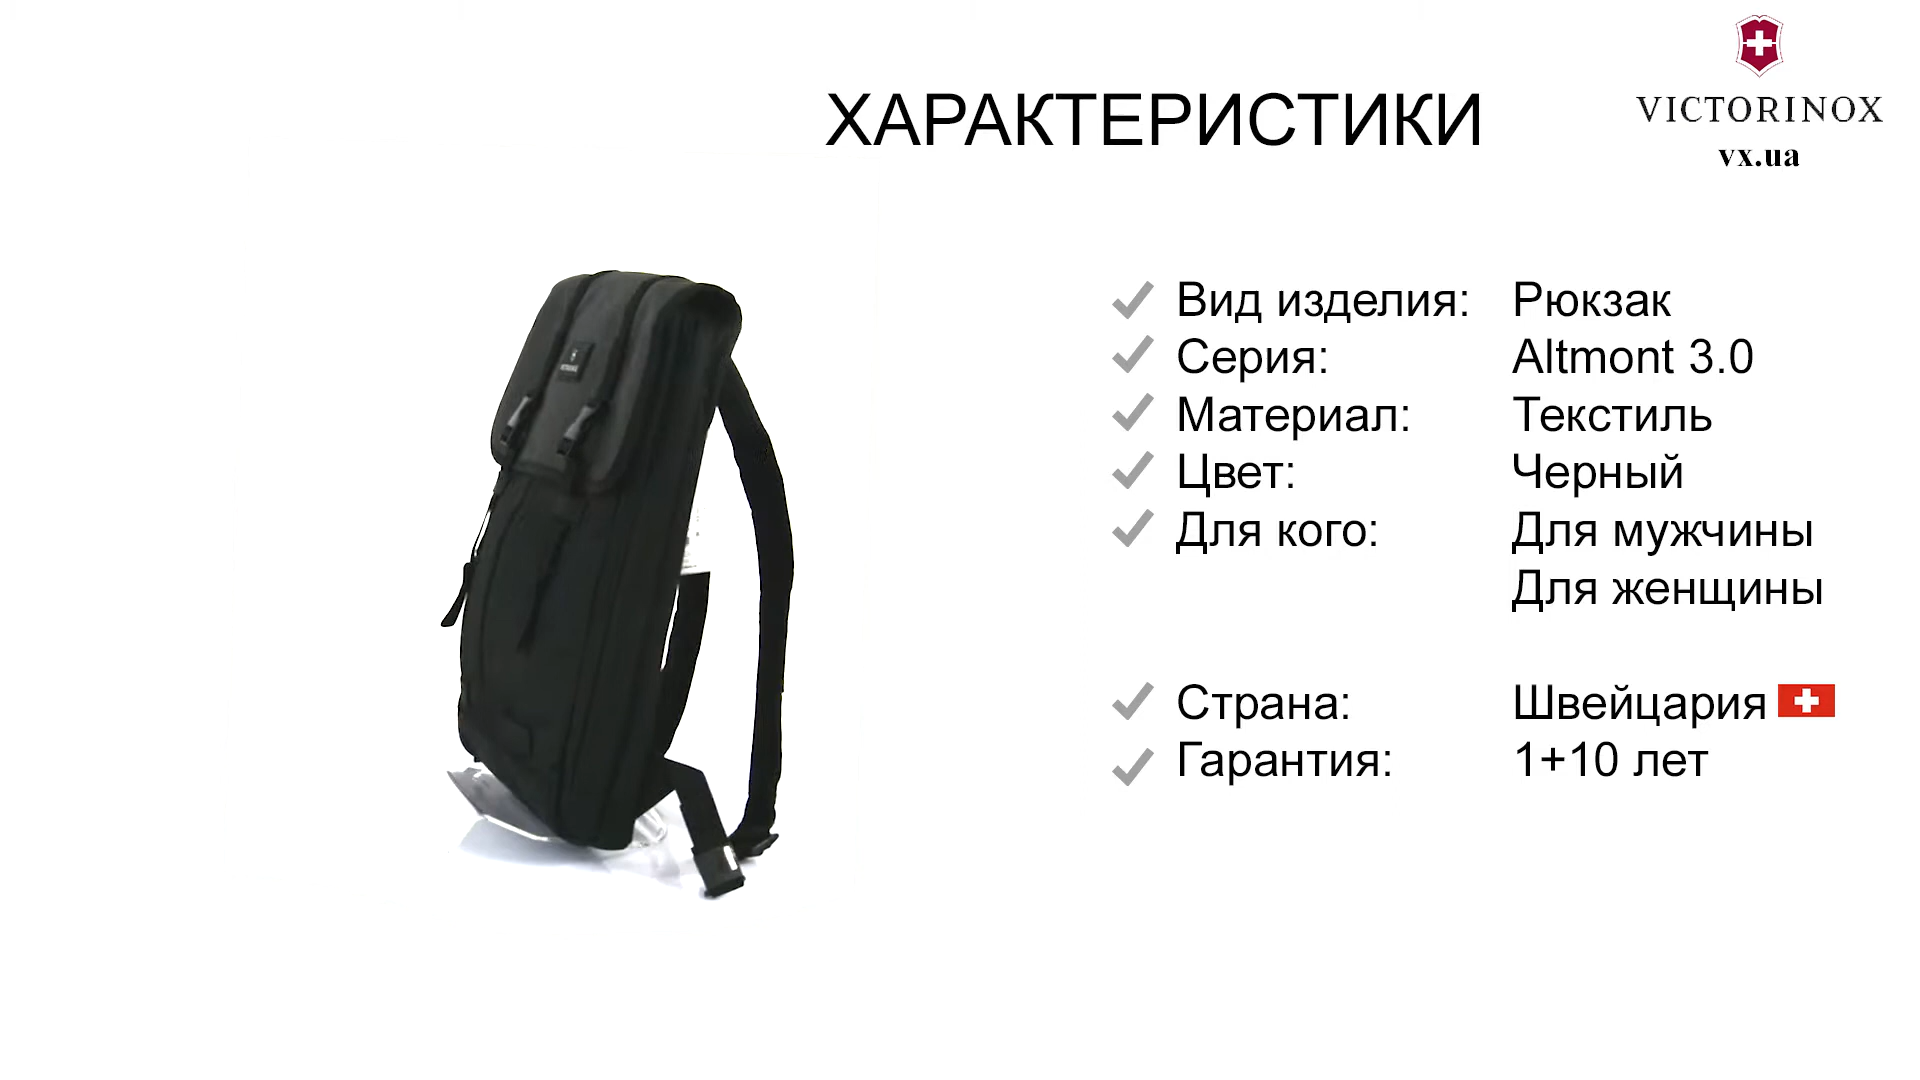 ХАРАКТЕРИСТИКИ
VICTORINOX
vx.ua
Вид изделия: Рюкзак
Серия: Altmont 3.0
Материал: Текстиль
Цвет: Черный
Для кого: Для мужчины
Для женщины
Страна: Швейцария
Гарантия: 1+10 лет